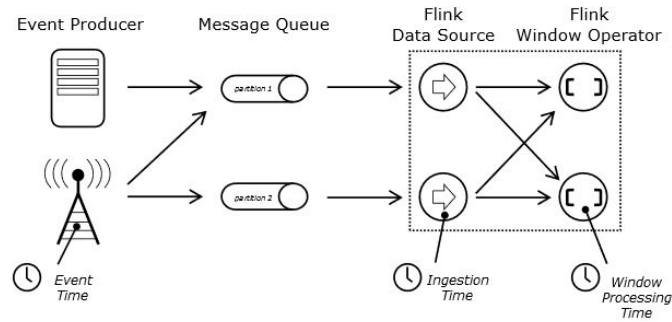 Event Producer
Message Queue
Flink
Data Source
Flink
Window Operator
partition 1
partition 2
Event
Time
Ingestion
Time
Window
Processing
Time